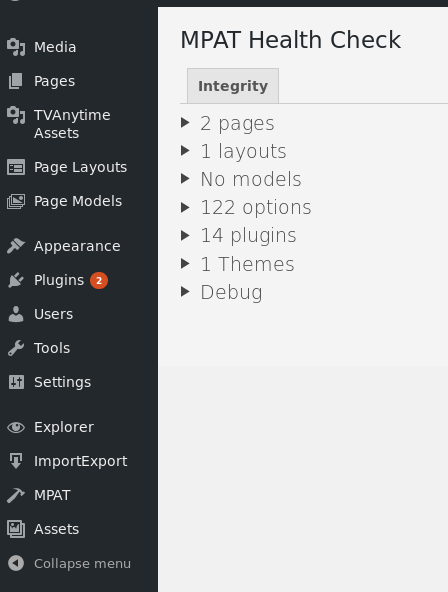 Media
Pages
TVAnytime
Assets
Page Layouts
Page Models
Appearance
Plugins 2
Users
Tools
Settings
Explorer
ImportExport
MPAT
Assets
Collapse menu
MPAT Health Check
Integrity
2 pages
1 layouts
No models
122 options
14 plugins
1 Themes
Debug